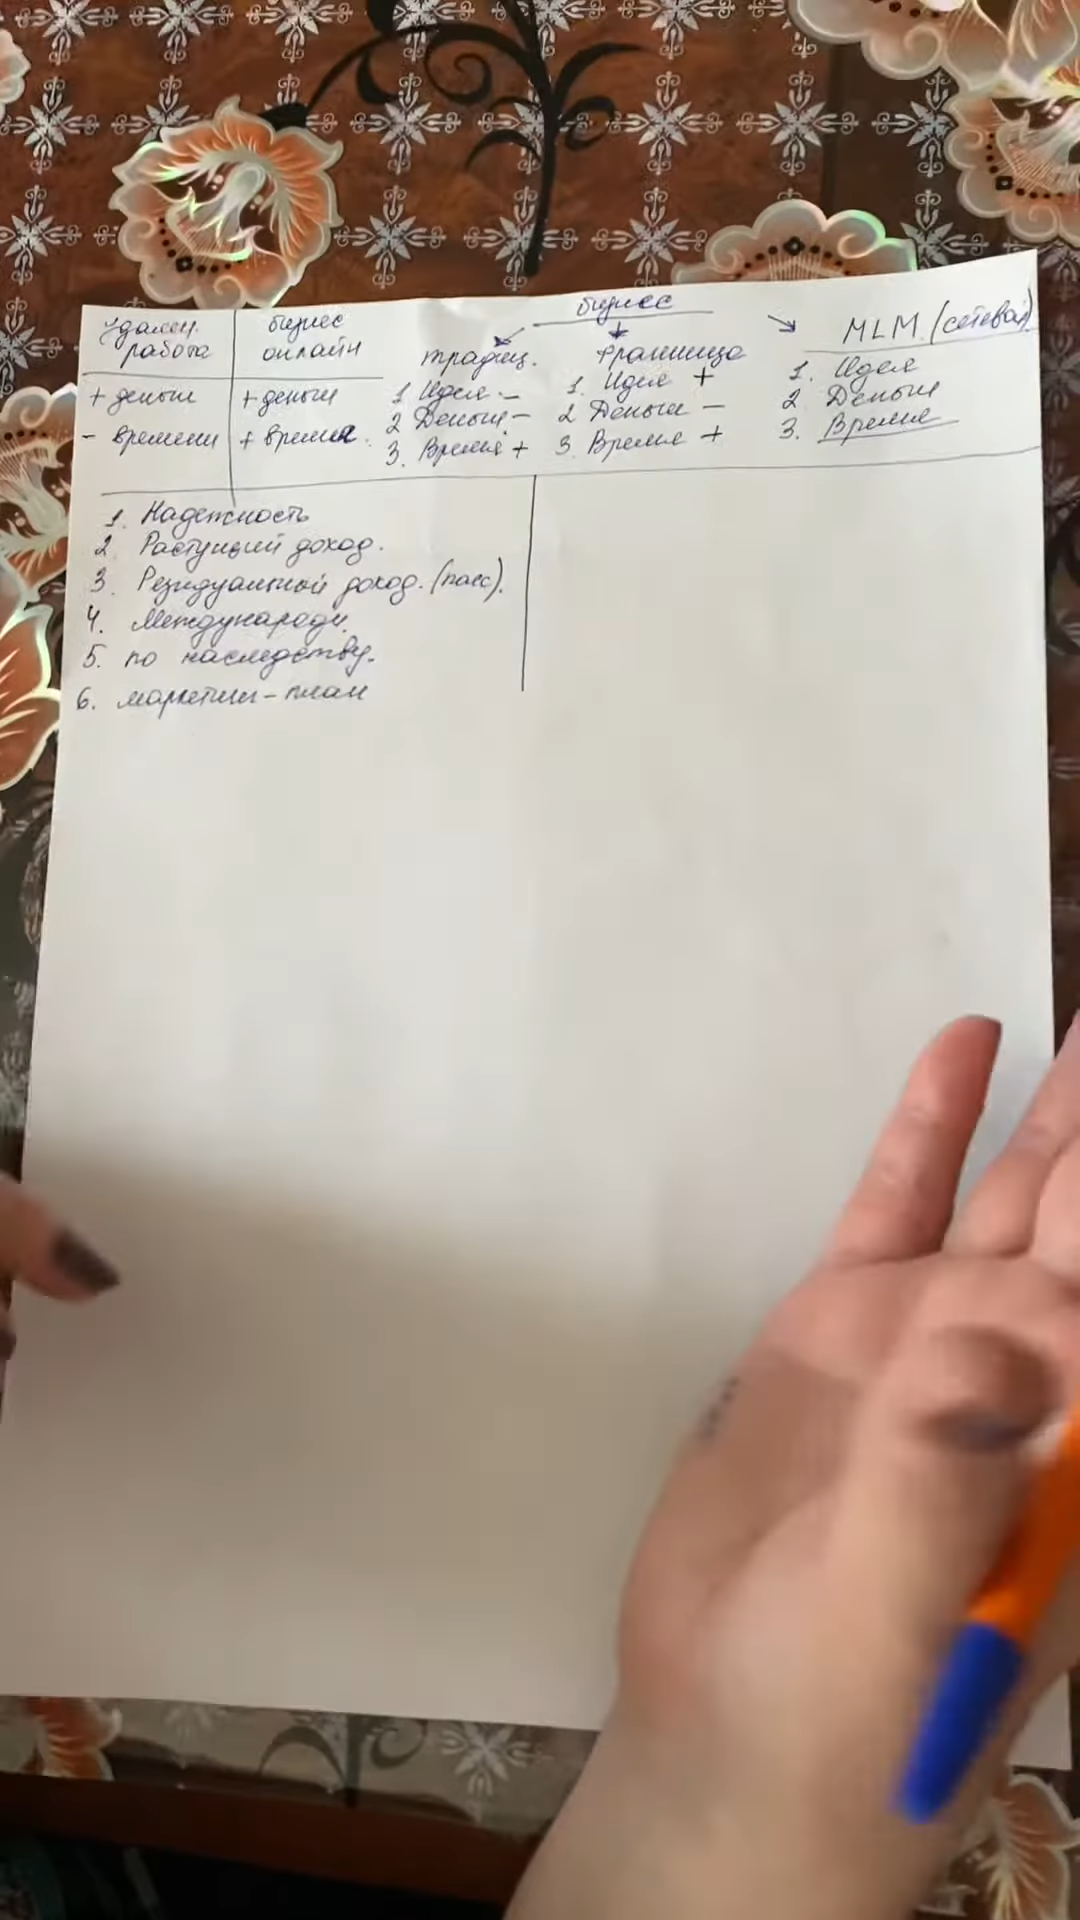 удален. работа
бизнес онлайн
бизнес
традиц.
франшиза
MLM. (сетевой)
+ деньги
- времени
+ деньги
+ время.
1 Идея -
2 Деньги -
3. Время +
1. Идея +
2 Деньги -
3. Время +
1. Идея
2 Деньги
3. Время
1. Надежность
2 Растущий доход.
3 Резидуальный доход. (пасс).
4. Международн.
5. по наследству.
6. маркетинг-план